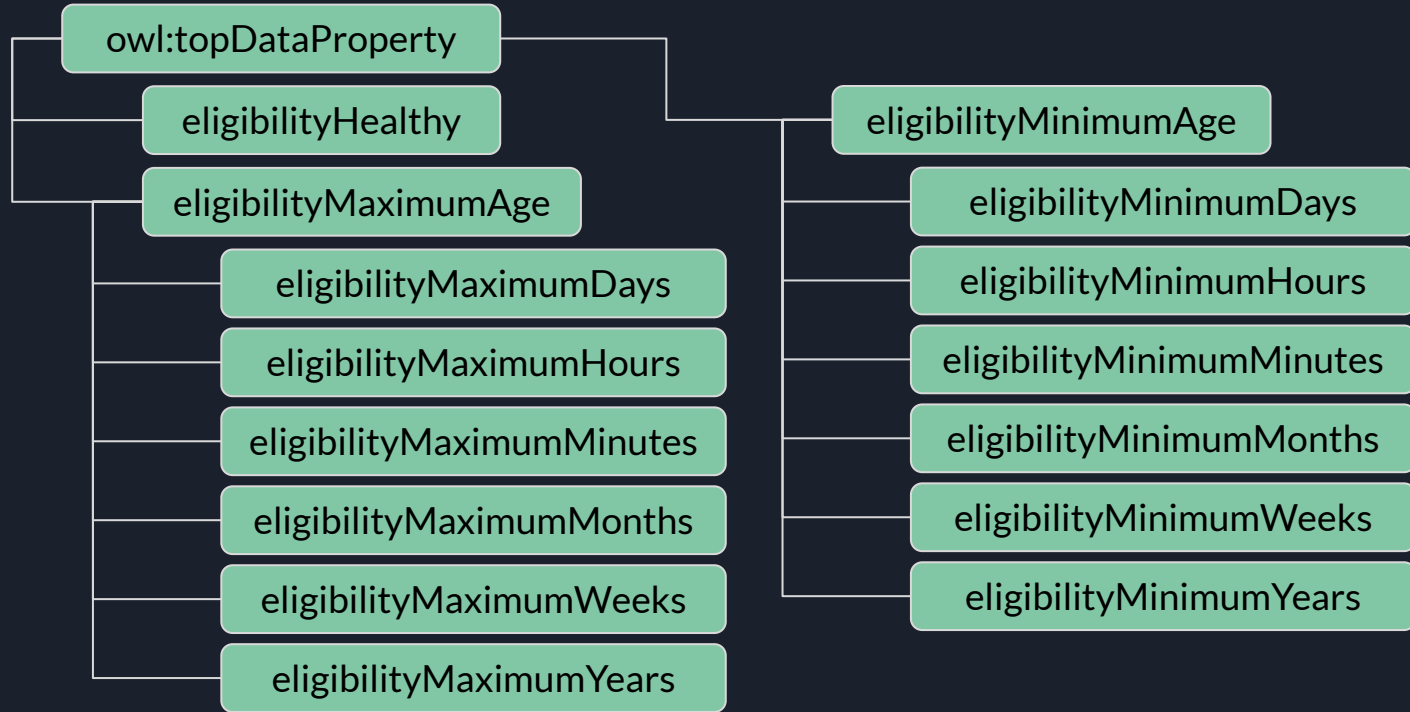 owl:topDataProperty
eligibilityHealthy
eligibilityMaximumAge
eligibilityMaximumDays
eligibilityMaximumHours
eligibilityMaximumMinutes
eligibilityMaximumMonths
eligibilityMaximumWeeks
eligibilityMaximumYears
eligibilityMinimumAge
eligibilityMinimumDays
eligibilityMinimumHours
eligibilityMinimumMinutes
eligibilityMinimumMonths
eligibilityMinimumWeeks
eligibilityMinimumYears